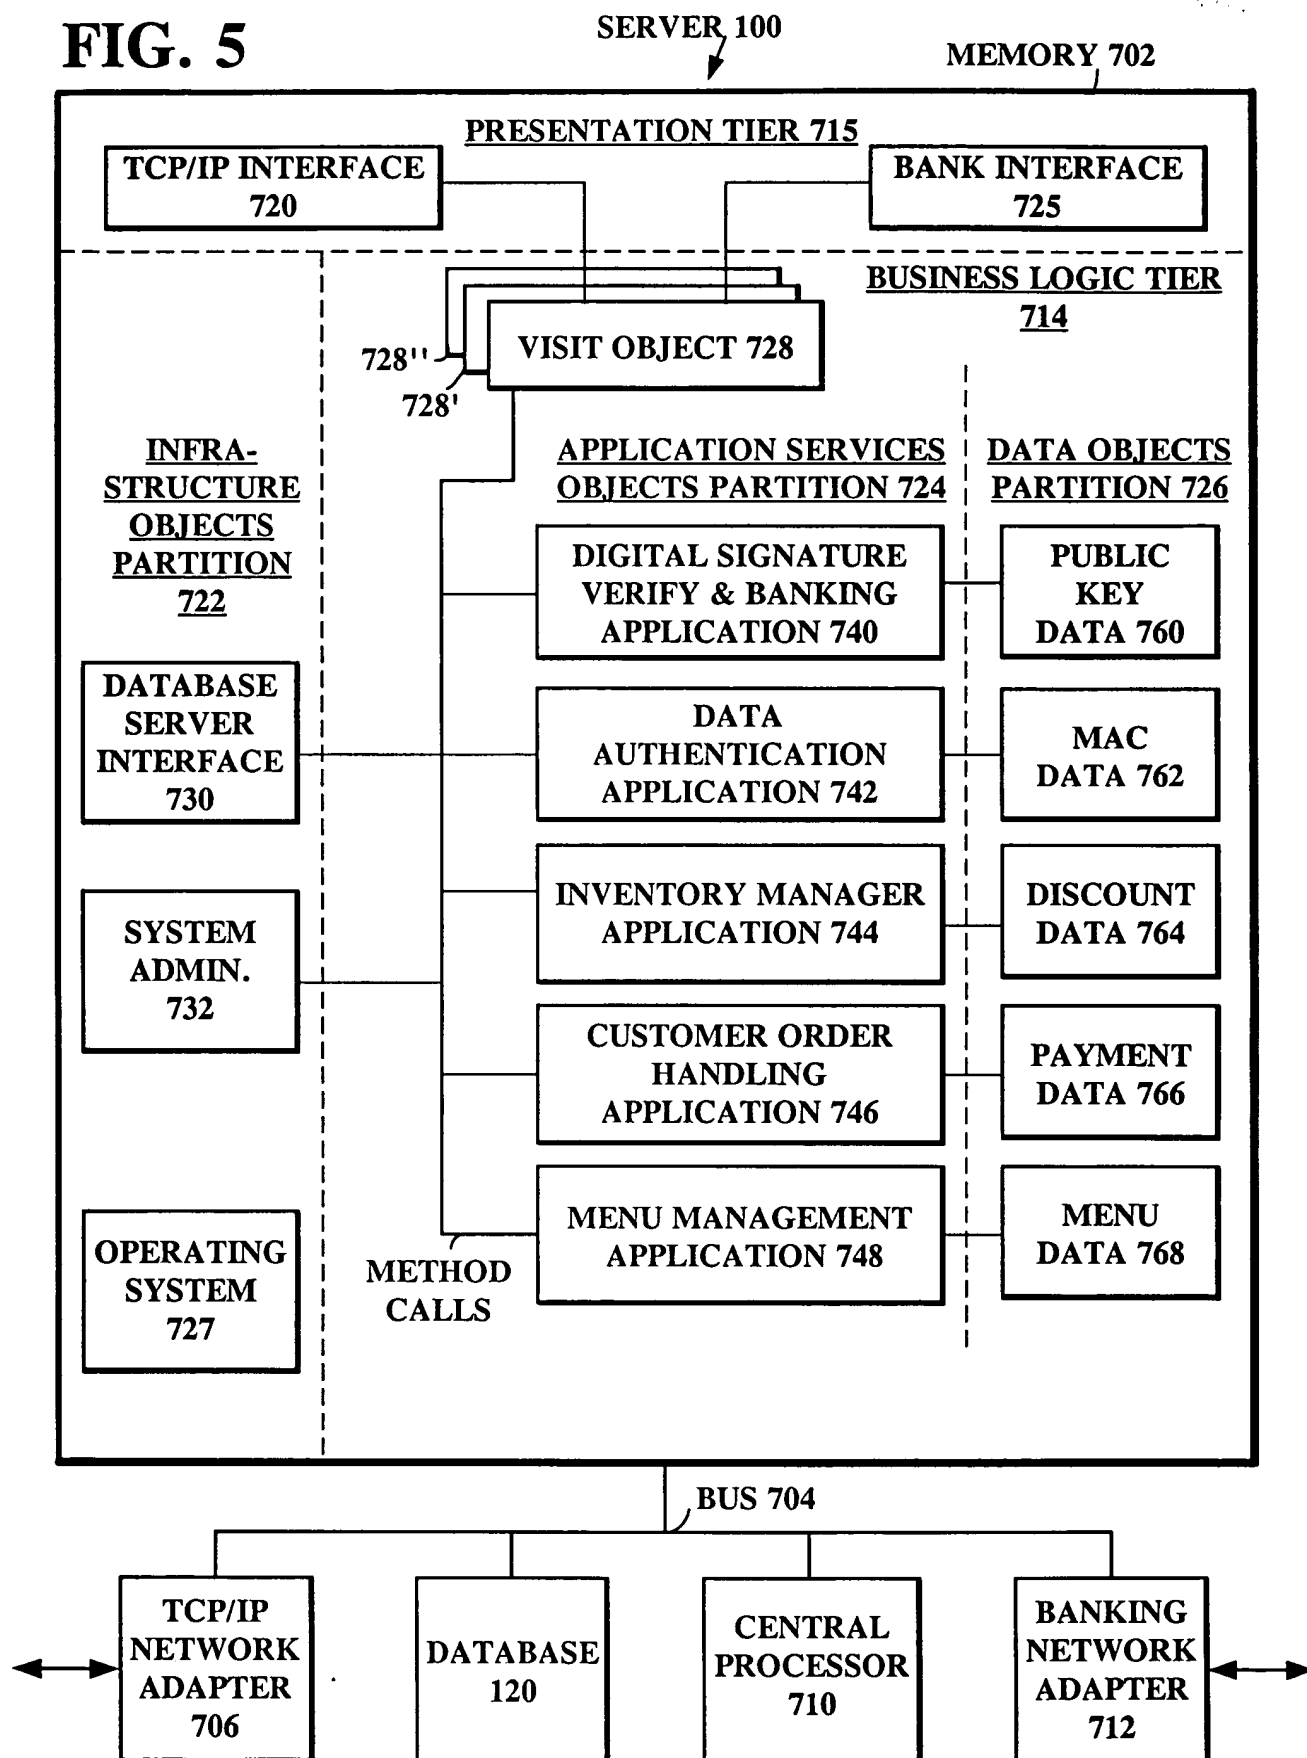 FIG. 5
SERVER 100
MEMORY 702
PRESENTATION TIER 715
TCP/IP INTERFACE
720
BANK INTERFACE
725
BUSINESS LOGIC TIER
714
VISIT OBJECT 728
728''
728'
INFRA-
STRUCTURE
OBJECTS
PARTITION
722
APPLICATION SERVICES
OBJECTS PARTITION 724
DATA OBJECTS
PARTITION 726
DIGITAL SIGNATURE
VERIFY & BANKING
APPLICATION 740
PUBLIC
KEY
DATA 760
DATABASE
SERVER
INTERFACE
730
DATA
AUTHENTICATION
APPLICATION 742
MAC
DATA 762
SYSTEM
ADMIN.
732
INVENTORY MANAGER
APPLICATION 744
DISCOUNT
DATA 764
CUSTOMER ORDER
HANDLING
APPLICATION 746
PAYMENT
DATA 766
OPERATING
SYSTEM
727
METHOD
CALLS
MENU MANAGEMENT
APPLICATION 748
MENU
DATA 768
BUS 704
TCP/IP
NETWORK
ADAPTER
706
DATABASE
120
CENTRAL
PROCESSOR
710
BANKING
NETWORK
ADAPTER
712